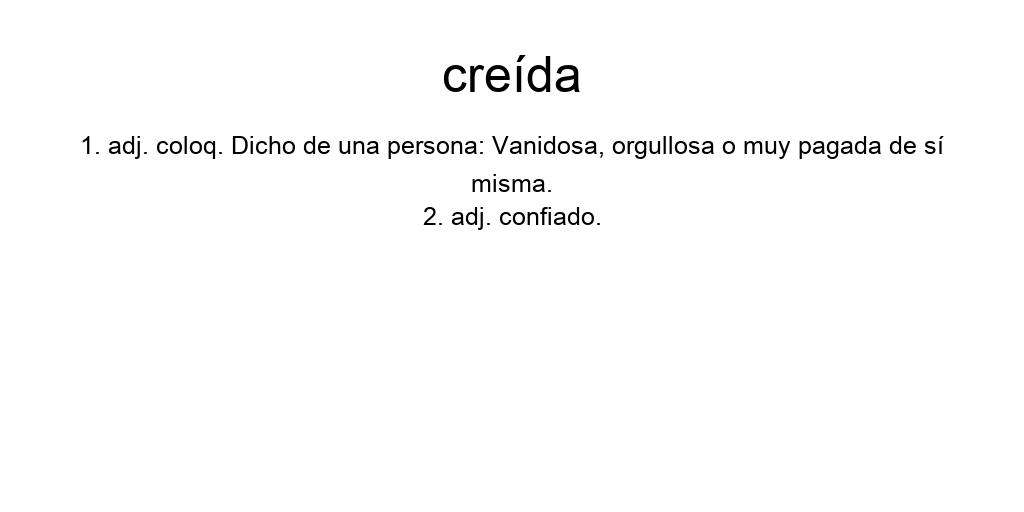 creída
1. adj. coloq. Dicho de una persona: Vanidosa, orgullosa o muy pagada de sí
misma.
2. adj. confiado.